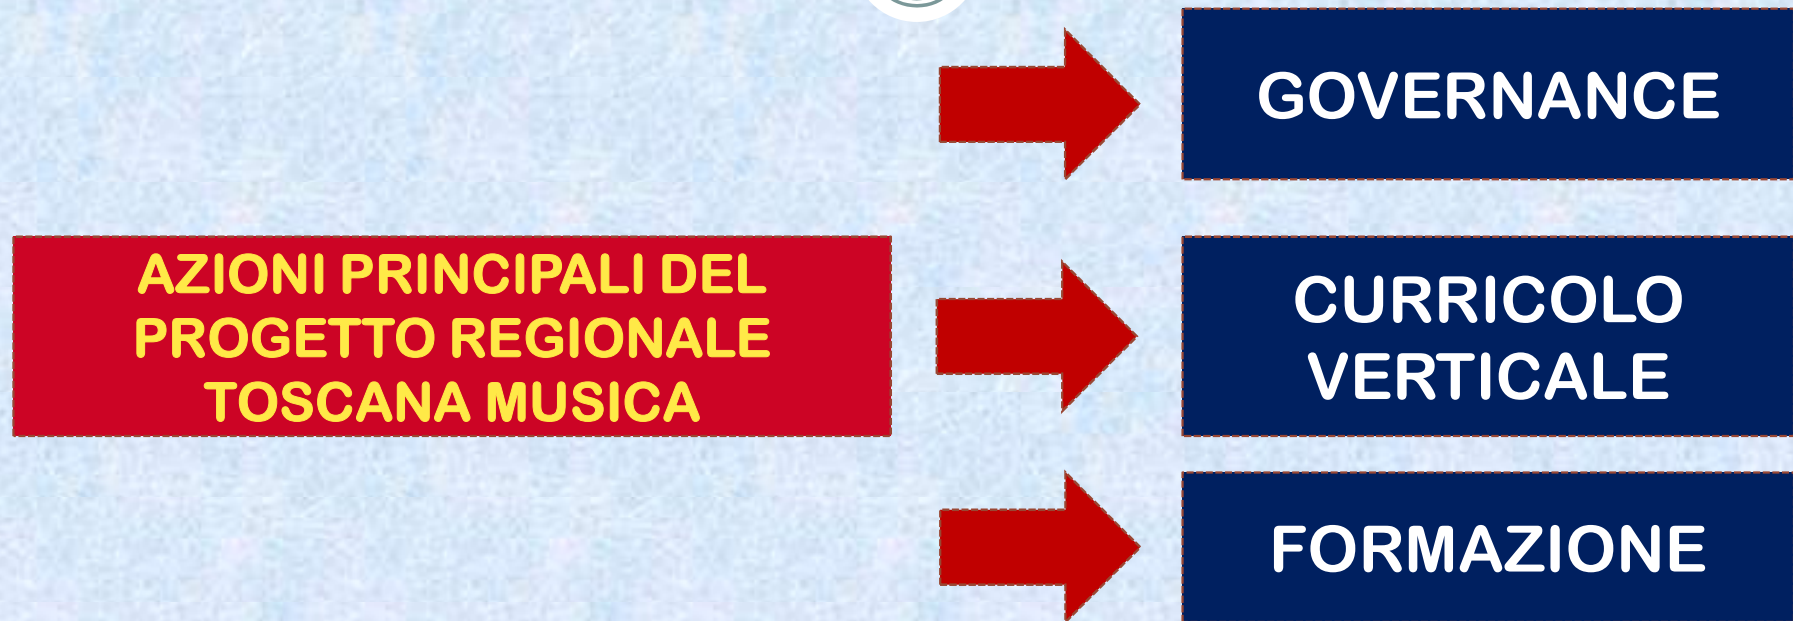 AZIONI PRINCIPALI DEL
PROGETTO REGIONALE
TOSCANA MUSICA
GOVERNANCE
CURRICOLO
VERTICALE
FORMAZIONE